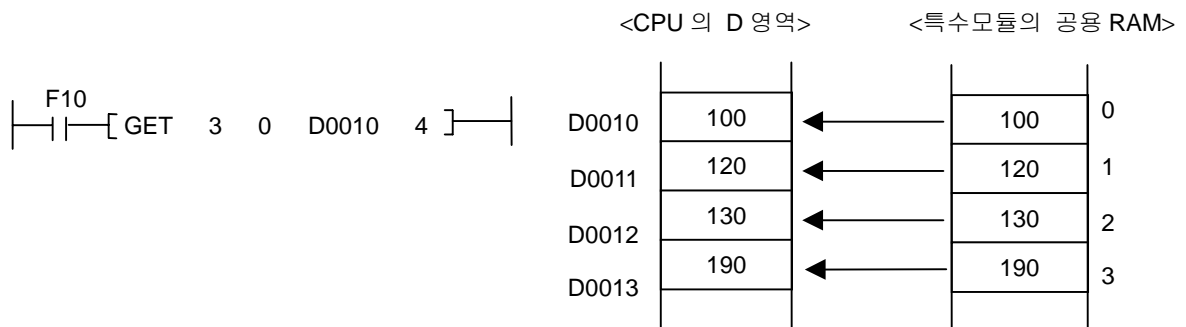 <CPU 의 D 영역> <특수모듈의 공용 RAM>
F10
GET 3 0 D0010 4
D0010 100 100 0
D0011 120 120 1
D0012 130 130 2
D0013 190 190 3